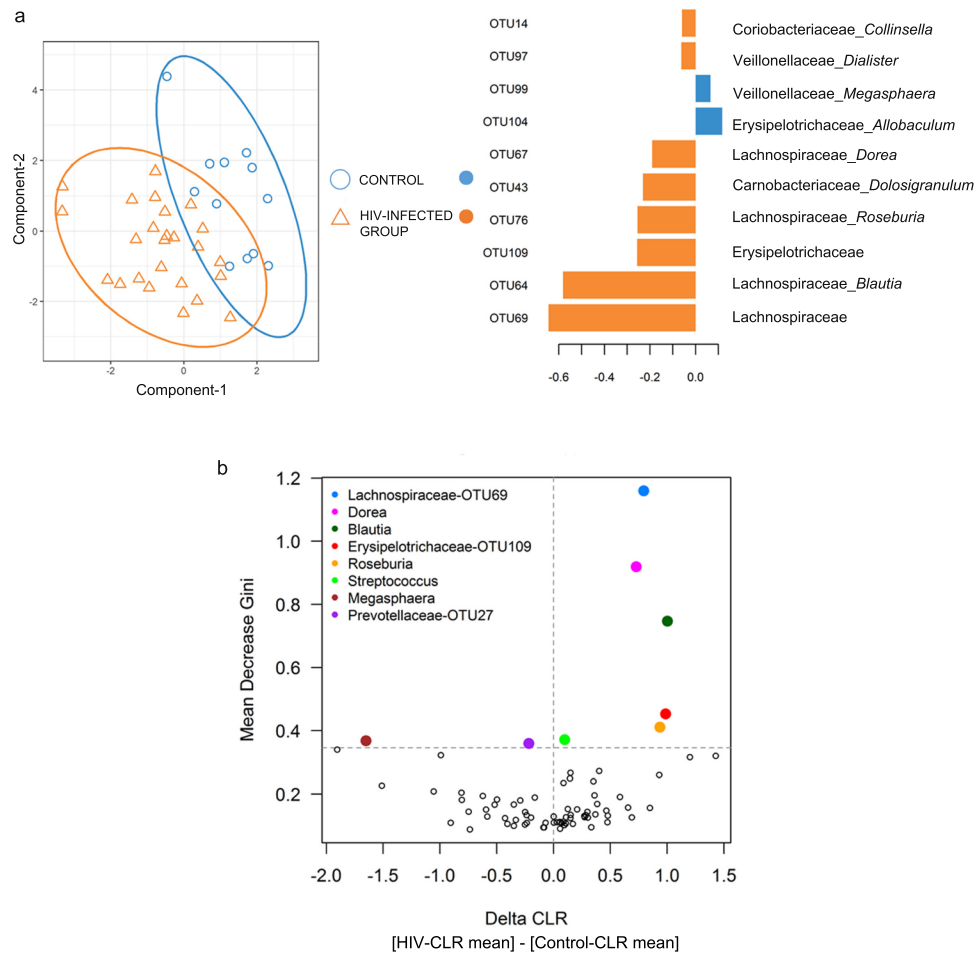 a
4
2
0
-2
-2
0
2
Component-2
Component-1
CONTROL
HIV-INFECTED
GROUP
OTU14
Coriobacteriaceae_Collinsella
OTU97
Veillonellaceae_Dialister
OTU99
Veillonellaceae_Megasphaera
OTU104
Erysipelotrichaceae_Allobaculum
OTU67
Lachnospiraceae_Dorea
OTU43
Carnobacteriaceae_Dolosigranulum
OTU76
Lachnospiraceae_Roseburia
OTU109
Erysipelotrichaceae
OTU64
Lachnospiraceae_Blautia
OTU69
Lachnospiraceae
-0.6 -0.4 -0.2 0.0
b
Mean Decrease Gini
1.2
1.0
0.8
0.6
0.4
0.2
Lachnospiraceae-OTU69
Dorea
Blautia
Erysipelotrichaceae-OTU109
Roseburia
Streptococcus
Megasphaera
Prevotellaceae-OTU27
-2.0 -1.5 -1.0 -0.5 0.0 0.5 1.0 1.5
Delta CLR
[HIV-CLR mean] - [Control-CLR mean]